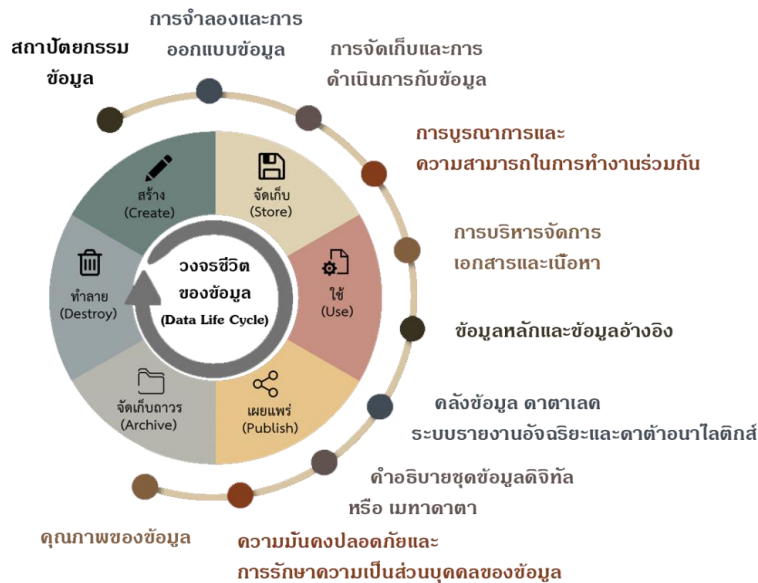 สถาปัตยกรรม
ข้อมูล
การจำลองและการ
ออกแบบข้อมูล
การจัดเก็บและการ
ดำเนินการกับข้อมูล
การบูรณาการและ
ความสามารถในการทำงานร่วมกัน
การบริหารจัดการ
เอกสารและเนื้อหา
ข้อมูลหลักและข้อมูลอ้างอิง
คลังข้อมูล ดาตาเลค
ระบบรายงานอัจฉริยะและดาต้าอนาไลติกส์
คำอธิบายชุดข้อมูลดิจิทัล
หรือ เมทาดาตา
ความมั่นคงปลอดภัยและ
การรักษาความเป็นส่วนบุคคลของข้อมูล
คุณภาพของข้อมูล
สร้าง
(Create)
จัดเก็บ
(Store)
ใช้
(Use)
เผยแพร่
(Publish)
จัดเก็บถาวร
(Archive)
ทำลาย
(Destroy)
วงจรชีวิต
ของข้อมูล
(Data Life Cycle)